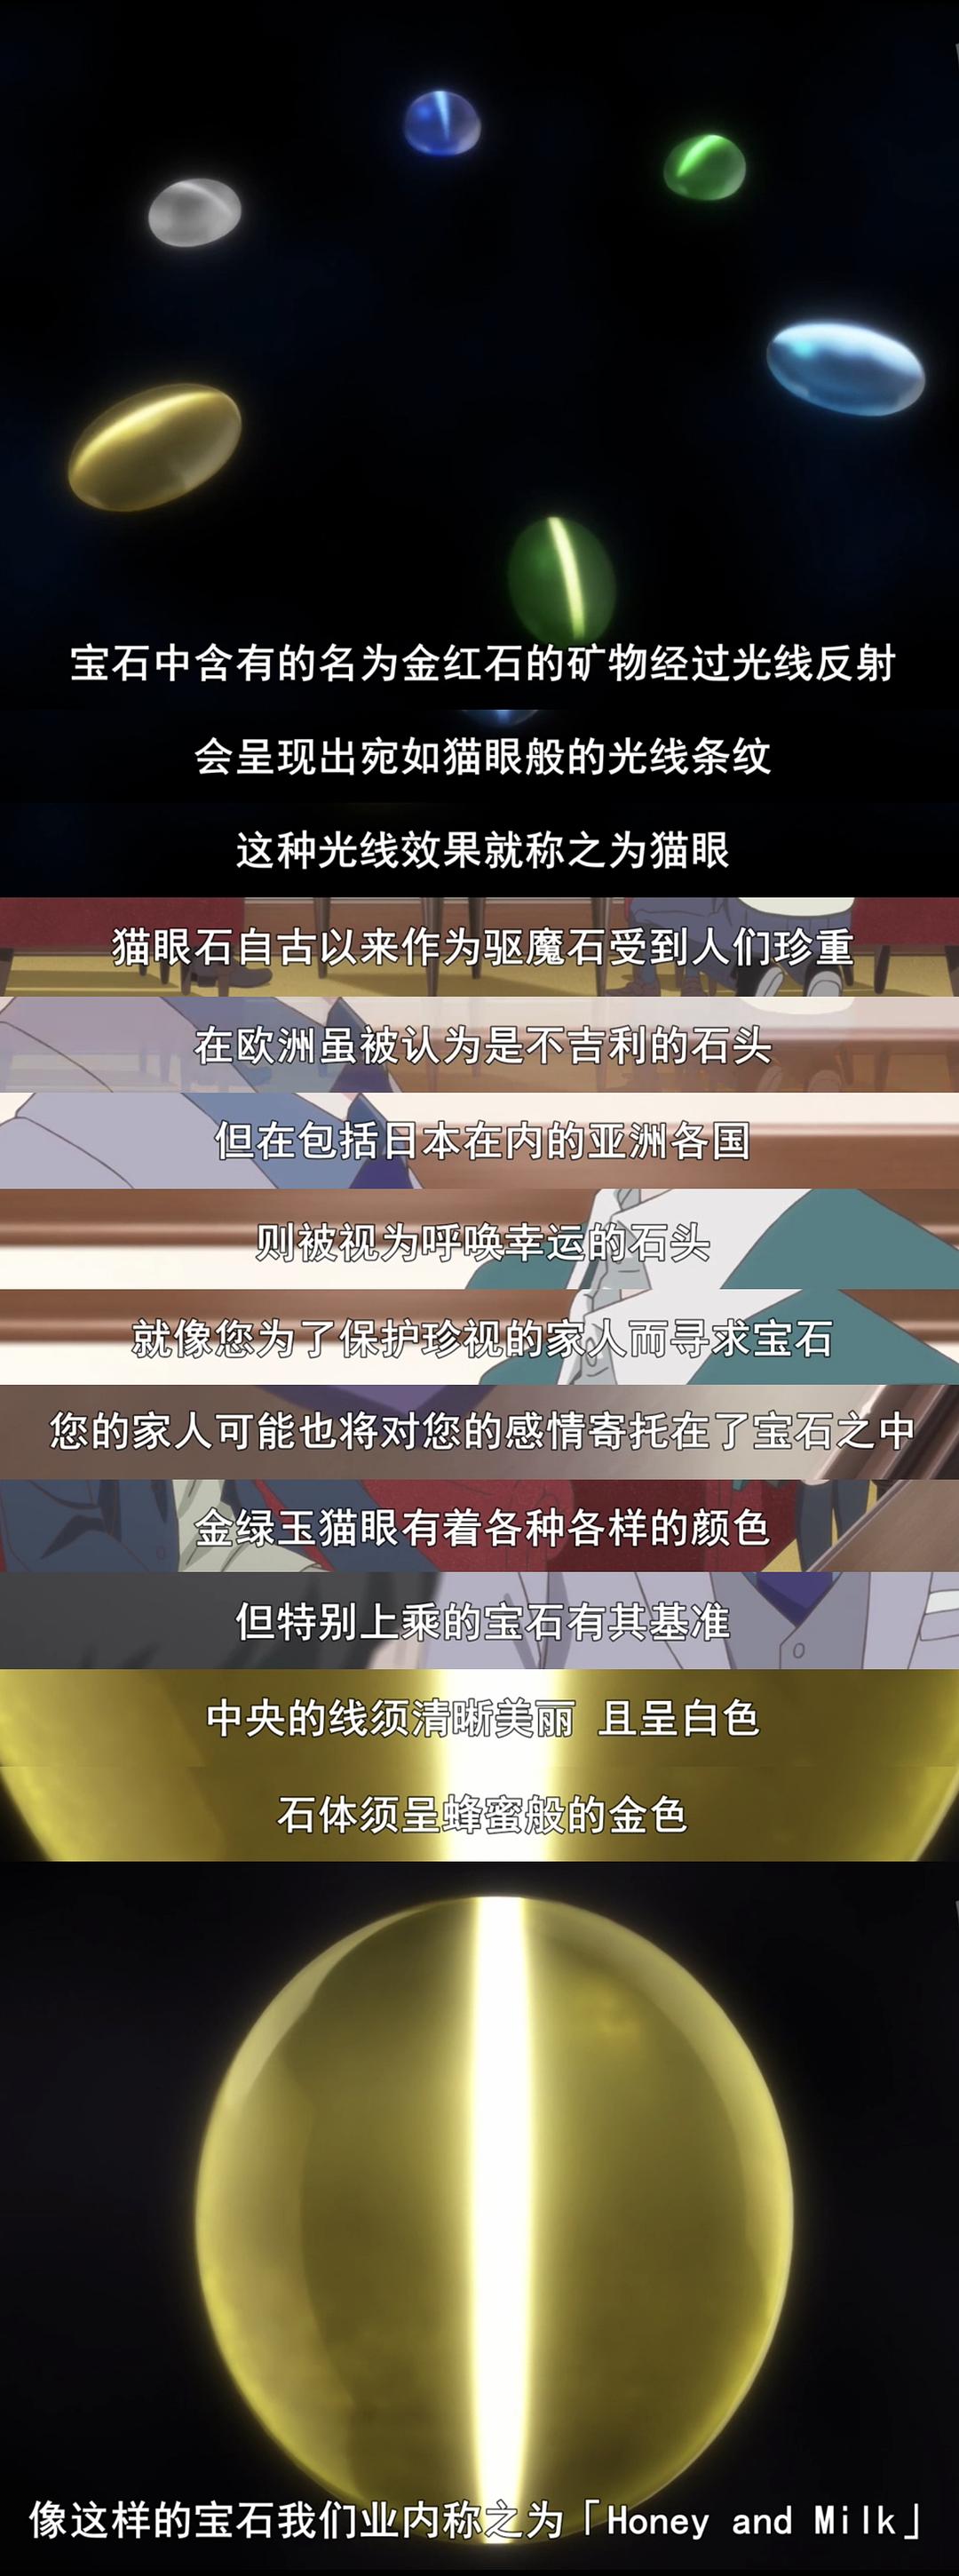 宝石中含有的名为金红石的矿物经过光线反射
会呈现出宛如猫眼般的光线条纹
这种光线效果就称之为猫眼
猫眼石自古以来作为驱魔石受到人们珍重
在欧洲虽被认为是不吉利的石头
但在包括日本在内的亚洲各国
则被视为呼唤幸运的石头
就像您为了保护珍视的家人而寻求宝石
您的家人可能也将对您的感情寄托在了宝石之中
金绿玉猫眼有着各种各样的颜色
但特别上乘的宝石有其基准
中央的线须清晰美丽 且呈白色
石体须呈蜂蜜般的金色
像这样的宝石我们业内称之为「Honey and Milk」